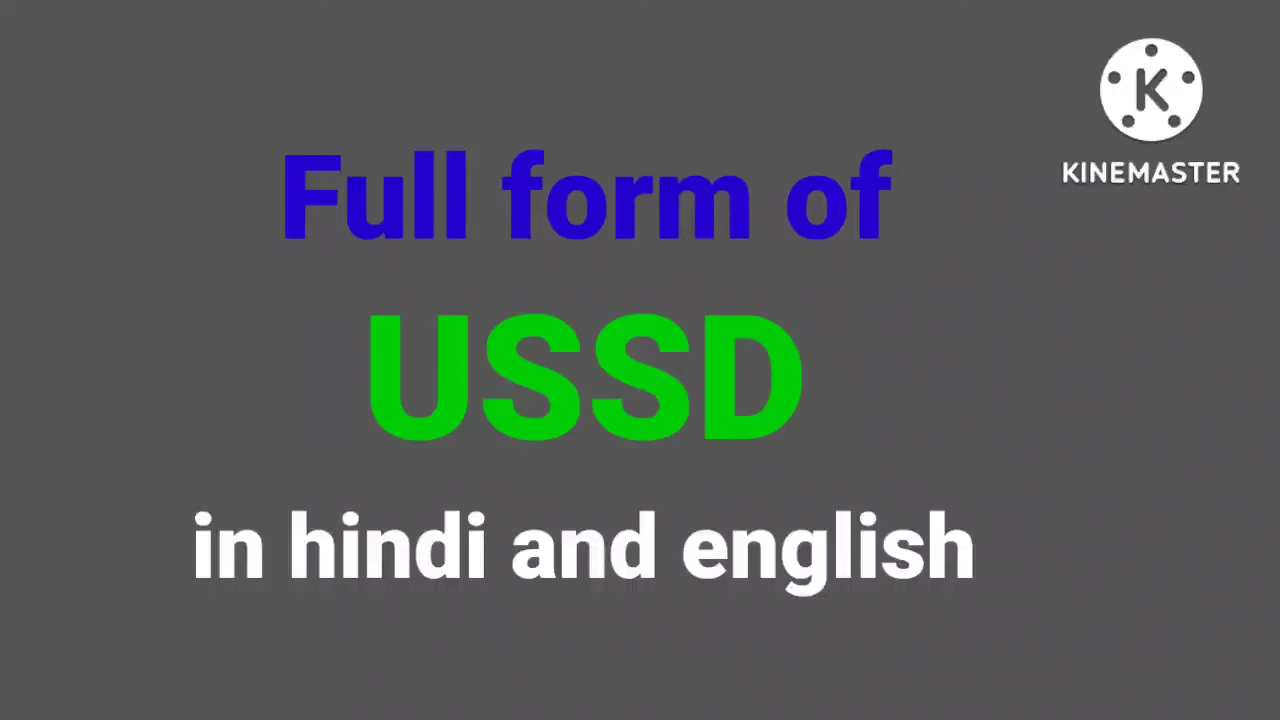 K
KINEMASTER
Full form of
USSD
in hindi and english